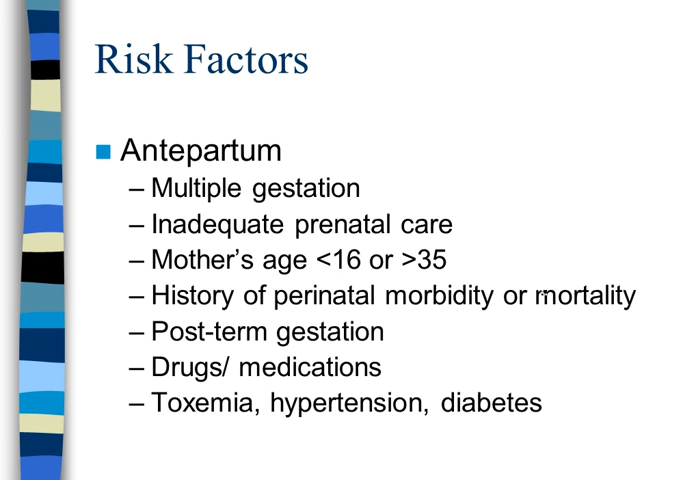 Risk Factors
Antepartum
– Multiple gestation
– Inadequate prenatal care
– Mother’s age <16 or >35
– History of perinatal morbidity or mortality
– Post-term gestation
– Drugs/ medications
– Toxemia, hypertension, diabetes